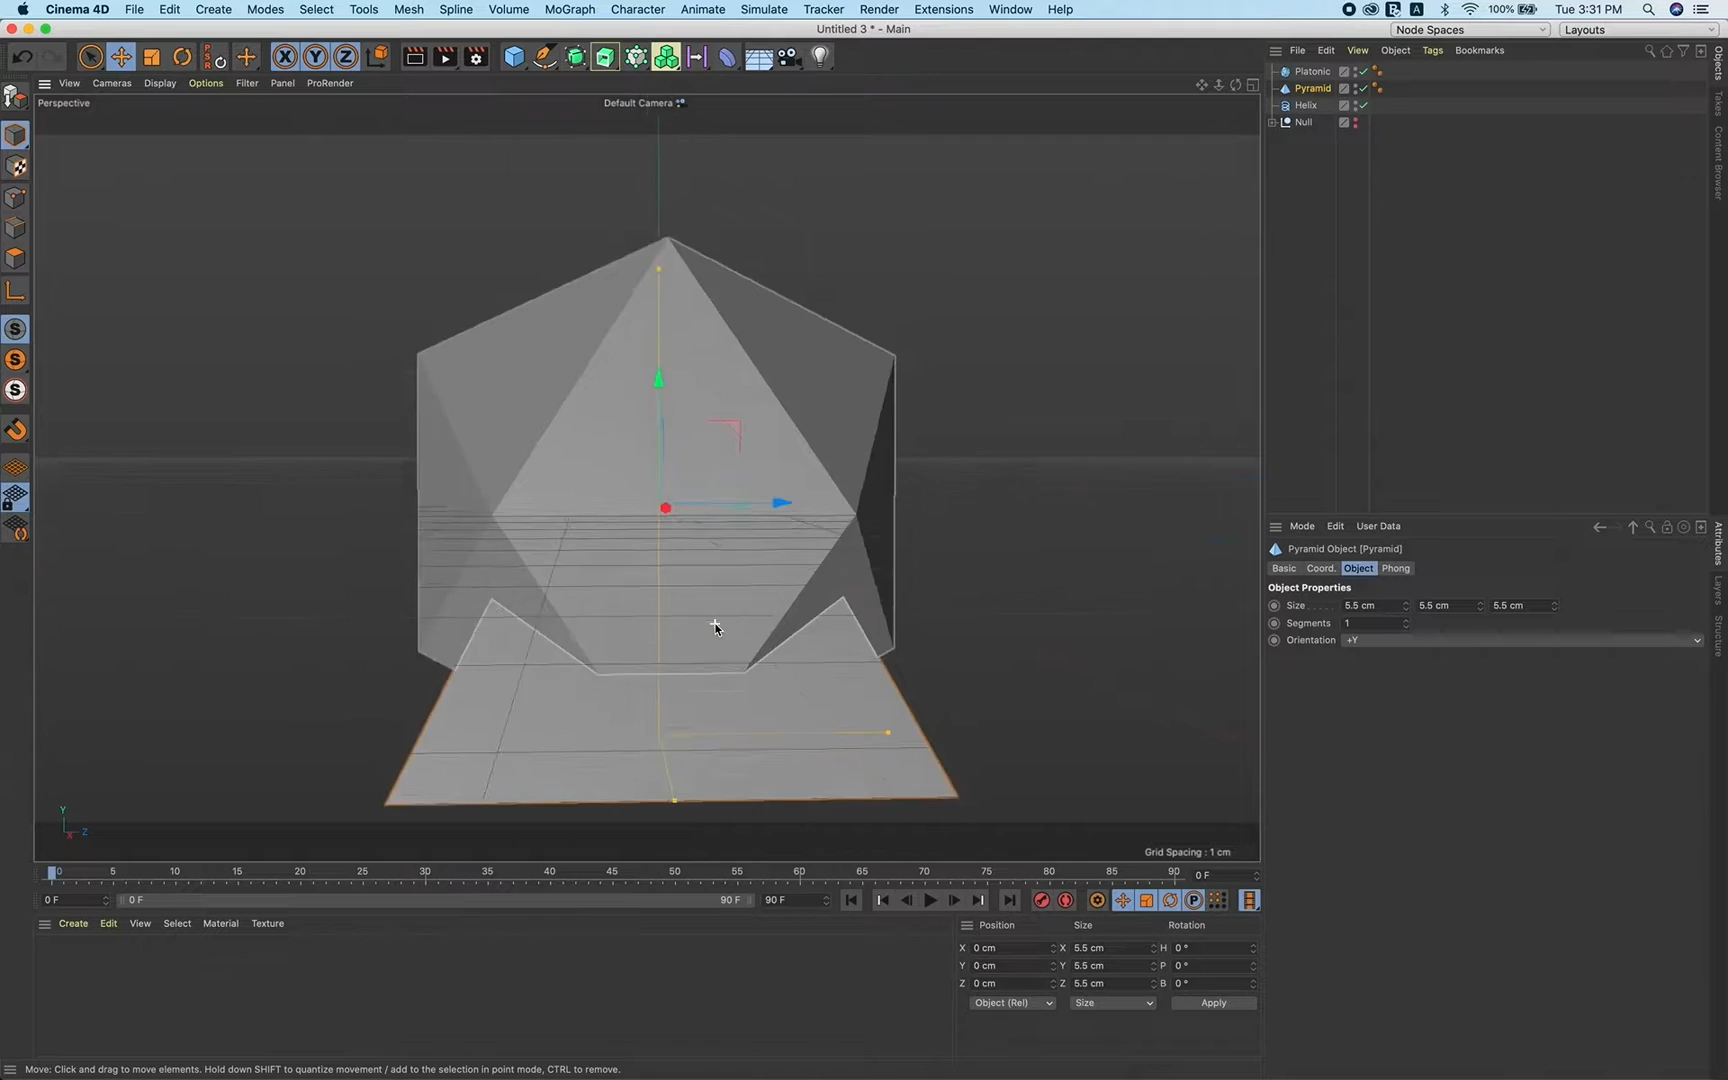 Cinema 4D File Edit Create Modes Select Tools Mesh Spline Volume MoGraph Character Animate Simulate Tracker Render Extensions Window Help 100% Tue 3:31 PM
Untitled 3 * - Main
Node Spaces Layouts
View Cameras Display Options Filter Panel ProRender
Perspective Default Camera
File Edit View Object Tags Bookmarks
Platonic
Pyramid
Helix
Null
Objects
Takes
Content Browser
Mode Edit User Data
Pyramid Object [Pyramid]
Basic Coord. Object Phong
Object Properties
Size 5.5 cm 5.5 cm 5.5 cm
Segments 1
Orientation +Y
Attributes
Layers
Structure
X Y Z
PSR
S
S
S
Y
X Z
Grid Spacing : 1 cm
0 5 10 15 20 25 30 35 40 45 50 55 60 65 70 75 80 85 90 0 F
0 F 0 F 90 F 90 F
P
Create Edit View Select Material Texture
Position Size Rotation
X 0 cm X 5.5 cm H 0 °
Y 0 cm Y 5.5 cm P 0 °
Z 0 cm Z 5.5 cm B 0 °
Object (Rel) Size Apply
Move: Click and drag to move elements. Hold down SHIFT to quantize movement / add to the selection in point mode, CTRL to remove.